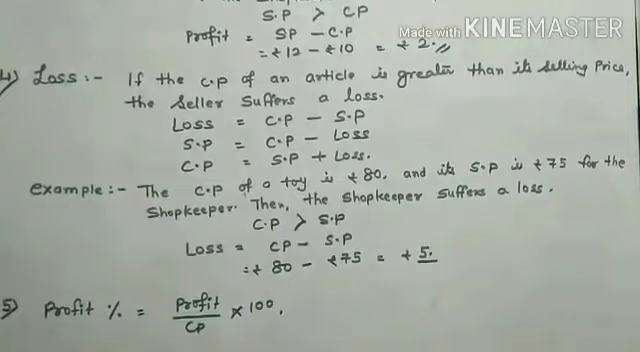 S.P > CP
Profit = SP - C.P
= ₹12 - ₹10 = ₹2.//
Made with KINEMASTER
4) Loss :- If the c.p of an article is greater than its Selling Price,
the Seller Suffers a loss.
Loss = C.P - S.P
S.P = C.P - Loss
C.P = S.P + Loss.
example :- The C.P of a toy is ₹80, and its S.P is ₹75 for the
Shopkeeper. Then, the Shopkeeper Suffers a loss.
C.P > S.P
Loss = CP - S.P
= ₹80 - ₹75 = ₹5.
5) Profit % = Profit/CP × 100.